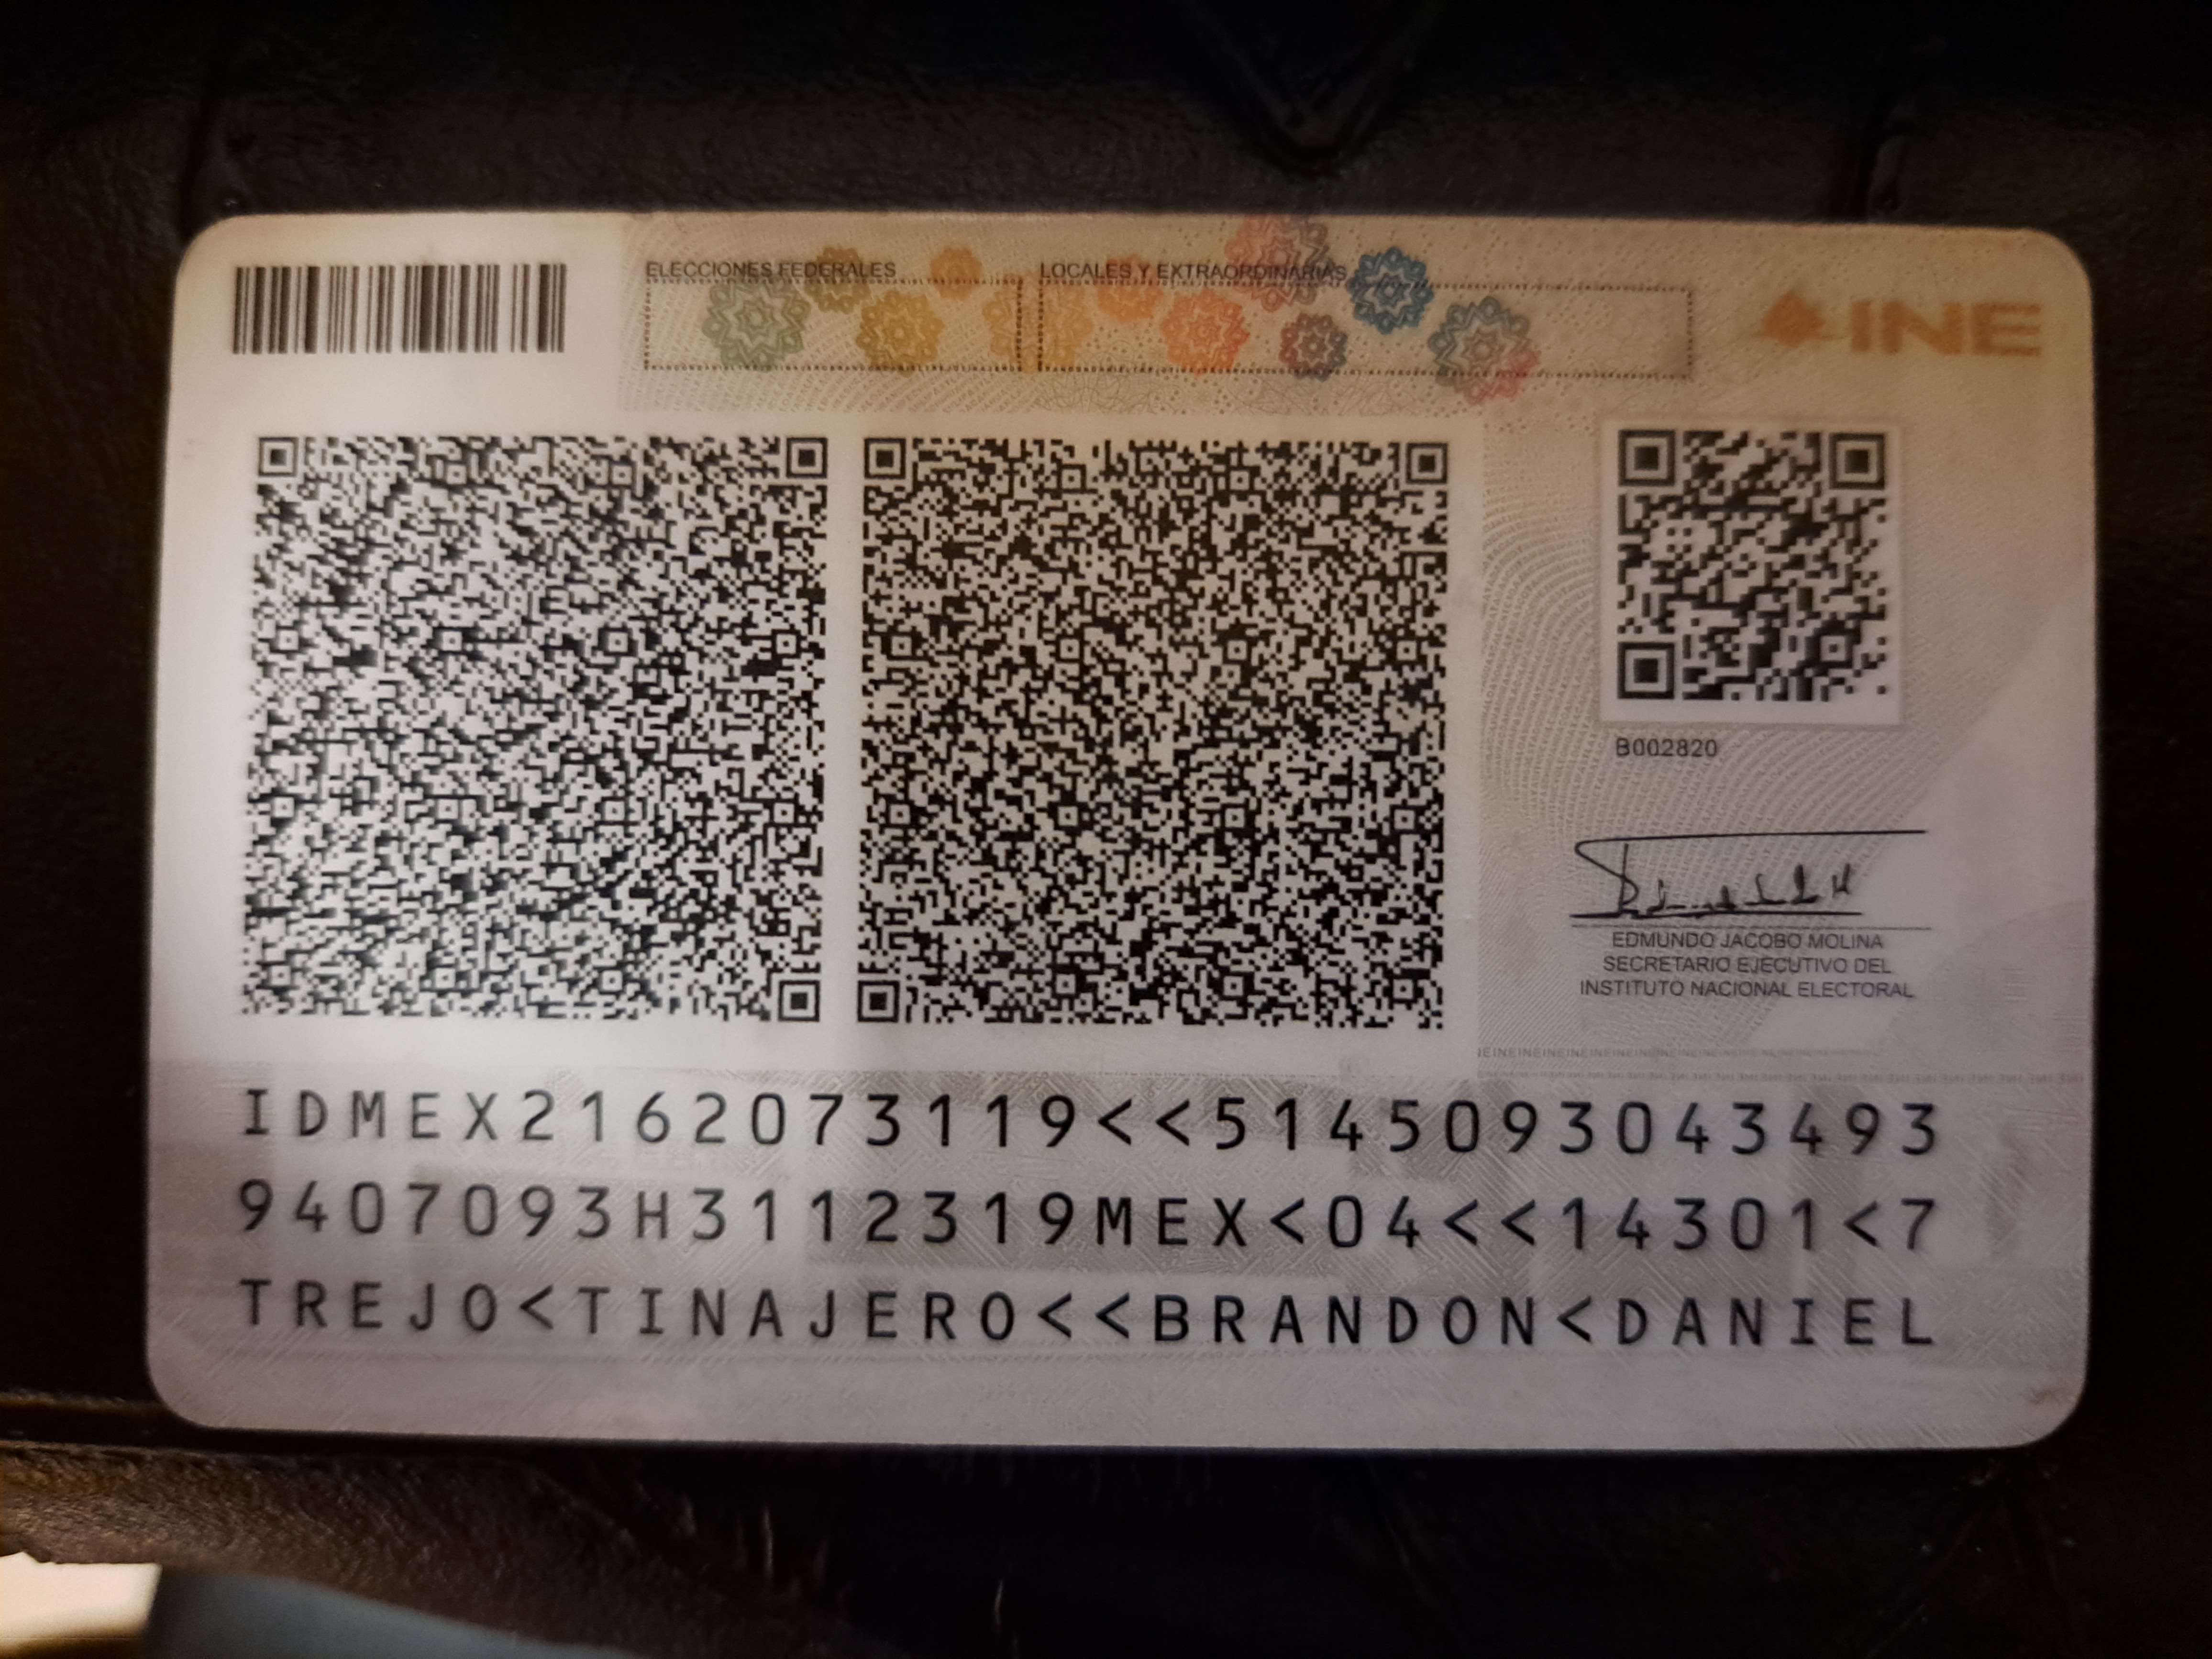 ELECCIONES FEDERALES LOCALES Y EXTRAORDINARIAS
INE
B002820
EDMUNDO JACOBO MOLINA
SECRETARIO EJECUTIVO DEL
INSTITUTO NACIONAL ELECTORAL
IDMEX2162073119<<5145093043493
9407093H3112319MEX<04<<14301<7
TREJO<TINAJERO<<BRANDON<DANIEL